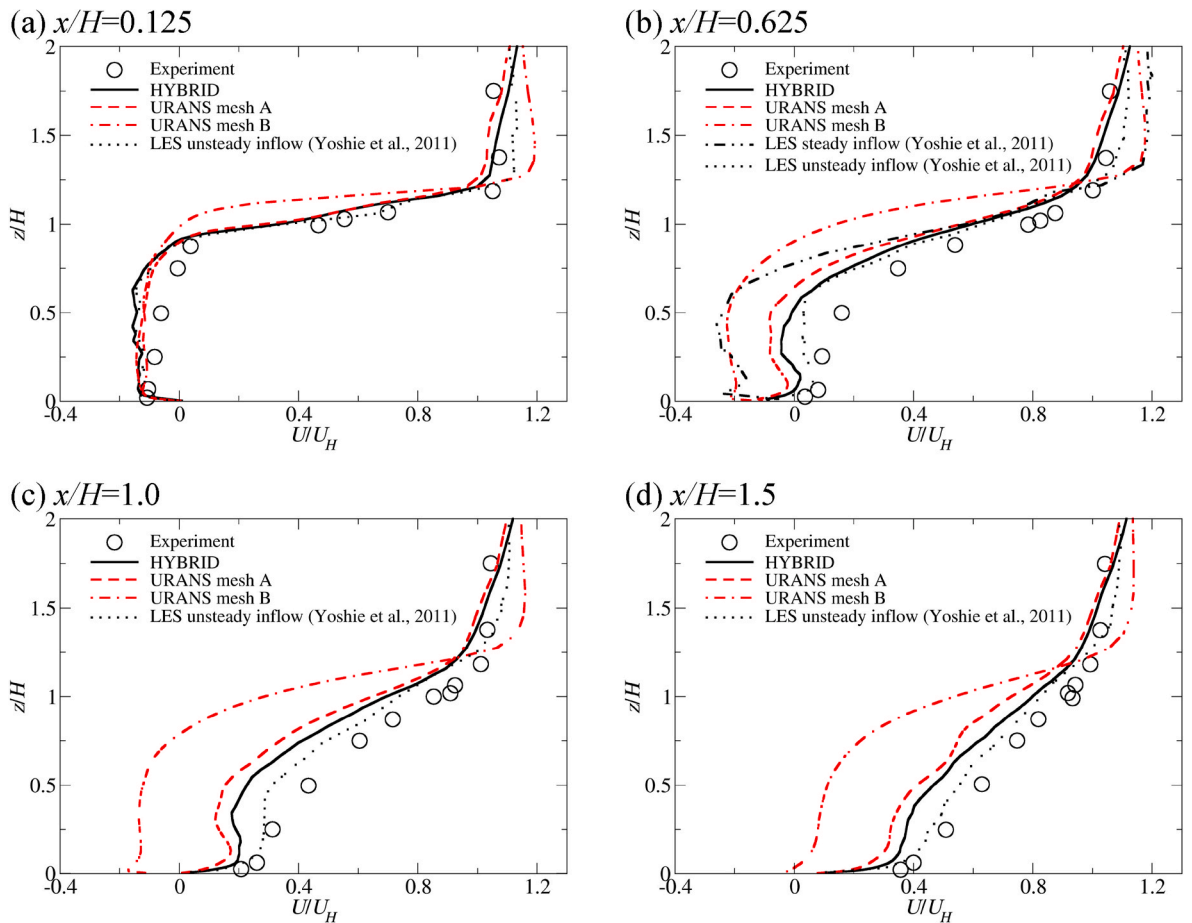 (a) x/H=0.125
2
1.5
1
0.5
0
z/H
Experiment
HYBRID
URANS mesh A
URANS mesh B
LES unsteady inflow (Yoshie et al., 2011)
-0.4 0 0.4 0.8 1.2
U/U_H
(b) x/H=0.625
2
1.5
1
0.5
0
z/H
Experiment
HYBRID
URANS mesh A
URANS mesh B
LES steady inflow (Yoshie et al., 2011)
LES unsteady inflow (Yoshie et al., 2011)
-0.4 0 0.4 0.8 1.2
U/U_H
(c) x/H=1.0
2
1.5
1
0.5
0
z/H
Experiment
HYBRID
URANS mesh A
URANS mesh B
LES unsteady inflow (Yoshie et al., 2011)
-0.4 0 0.4 0.8 1.2
U/U_H
(d) x/H=1.5
2
1.5
1
0.5
0
z/H
Experiment
HYBRID
URANS mesh A
URANS mesh B
LES unsteady inflow (Yoshie et al., 2011)
-0.4 0 0.4 0.8 1.2
U/U_H